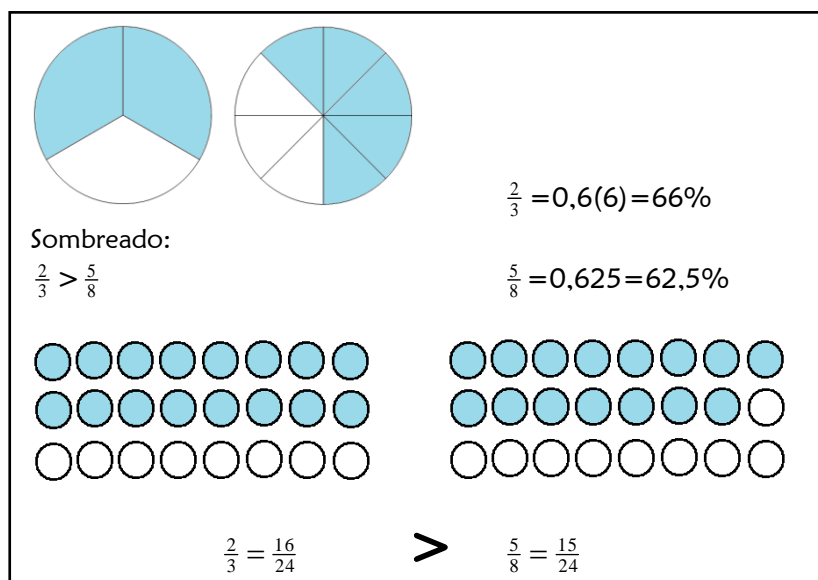 2/3 =0,6(6)=66%
Sombreado:
2/3 > 5/8
5/8 =0,625=62,5%
2/3 = 16/24 > 5/8 = 15/24